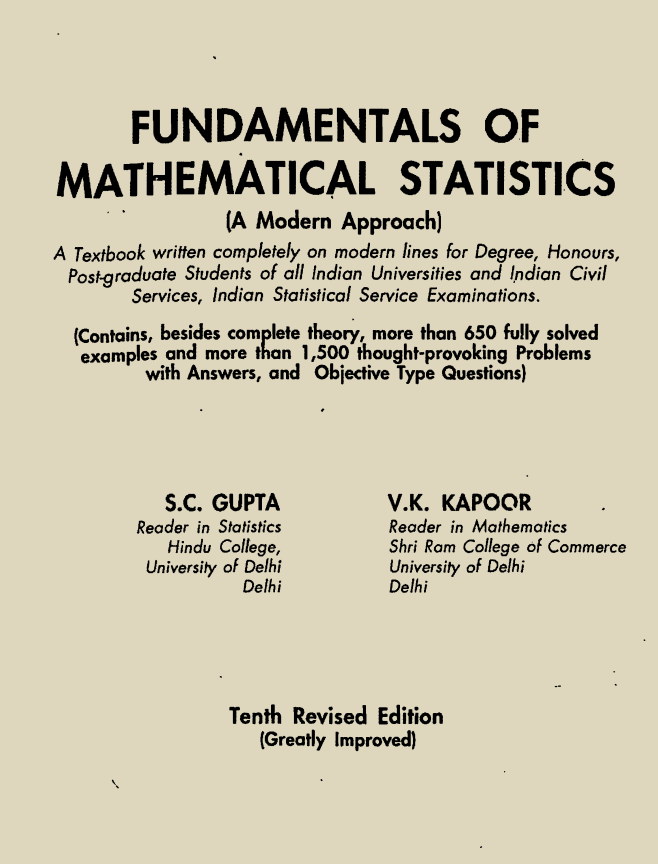 FUNDAMENTALS OF
MATHEMATICAL STATISTICS
(A Modern Approach)
A Textbook written completely on modern lines for Degree, Honours,
Post-graduate Students of all Indian Universities and Indian Civil
Services, Indian Statistical Service Examinations.
(Contains, besides complete theory, more than 650 fully solved
examples and more than 1,500 thought-provoking Problems
with Answers, and Objective Type Questions)
S.C. GUPTA
Reader in Statistics
Hindu College,
University of Delhi
Delhi
V.K. KAPOOR
Reader in Mathematics
Shri Ram College of Commerce
University of Delhi
Delhi
Tenth Revised Edition
(Greatly Improved)